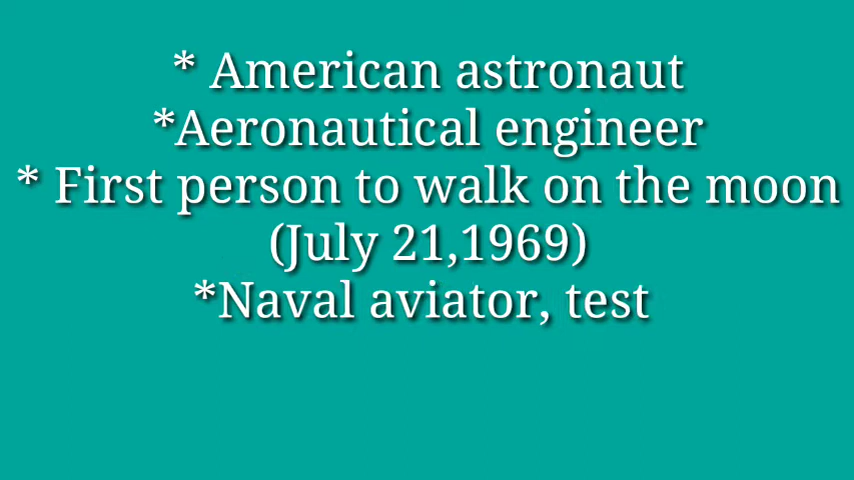 * American astronaut
*Aeronautical engineer
* First person to walk on the moon
(July 21,1969)
*Naval aviator, test